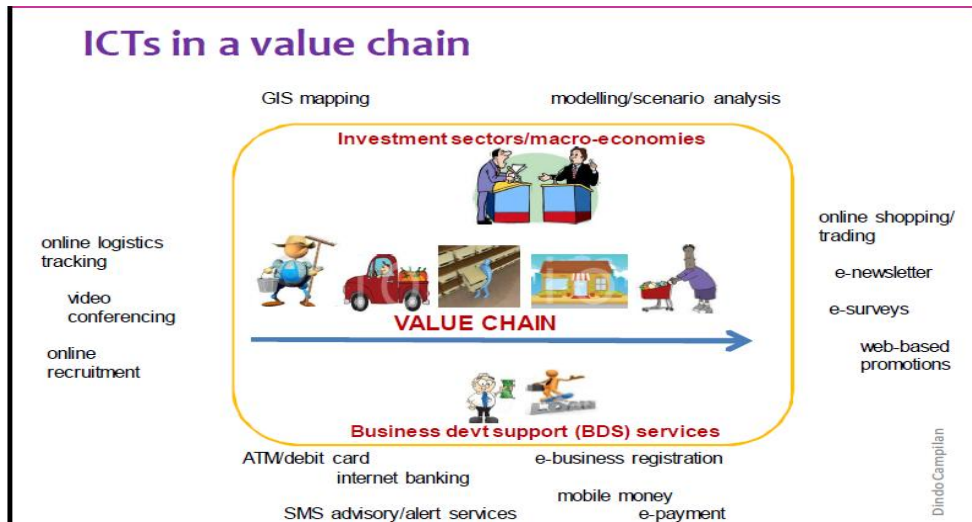 ICTs in a value chain
GIS mapping
modelling/scenario analysis
Investment sectors/macro-economies
online logistics
tracking
video
conferencing
online
recruitment
VALUE CHAIN
online shopping/
trading
e-newsletter
e-surveys
web-based
promotions
LOAN
Business devt support (BDS) services
ATM/debit card
internet banking
SMS advisory/alert services
e-business registration
mobile money
e-payment
Dindo Campilan